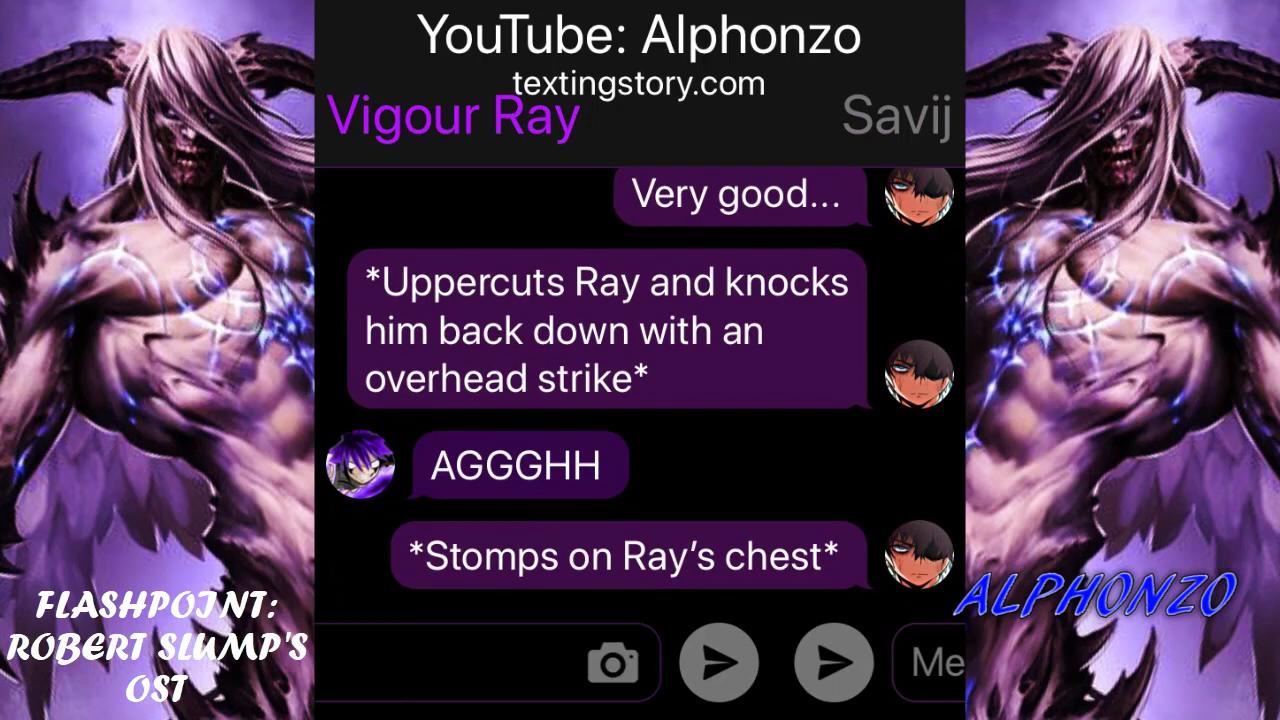 YouTube: Alphonzo
textingstory.com
Vigour Ray
Savij
Very good...
*Uppercuts Ray and knocks
him back down with an
overhead strike*
AGGGHH
*Stomps on Ray’s chest*
FLASHPOINT:
ROBERT SLUMP'S
OST
ALPHONZO
Me